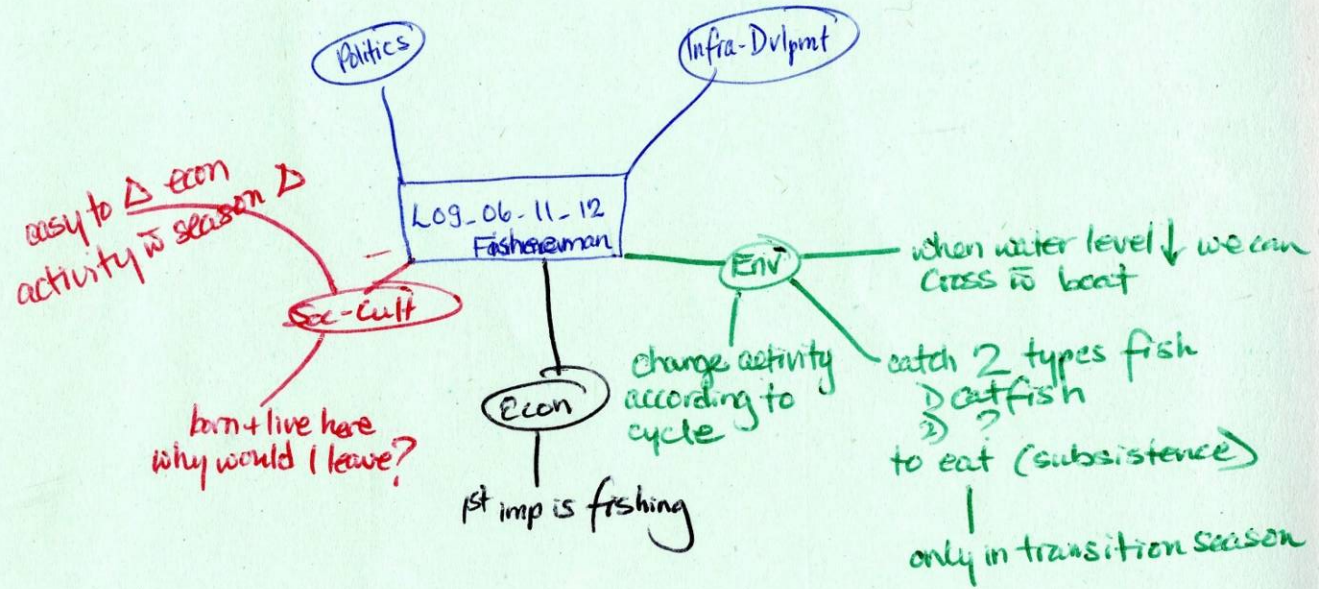 Politics
Infra-Dvlpmt
easy to Δ econ
activity w̄ season Δ
Log_06-11-12
Fishereman
Soc-Cult
born + live here
why would I leave?
Econ
1st imp is fishing
Env
change activity
according to
cycle
when water level ↓ we can
cross w̄ boat
catch 2 types fish
1) catfish
2) ?
to eat (subsistence)
only in transition season